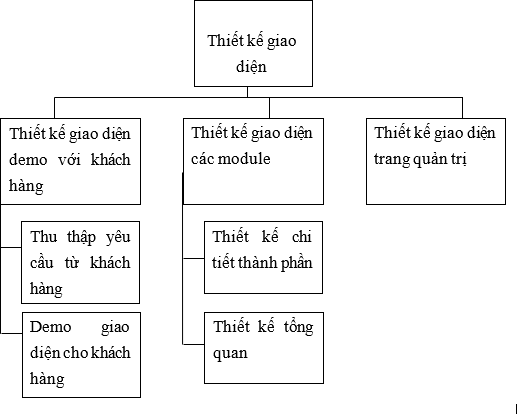 Thiết kế giao
diện
Thiết kế giao diện
demo với khách
hàng
Thiết kế giao diện
các module
Thiết kế giao diện
trang quản trị
Thu thập yêu
cầu từ khách
hàng
Demo giao
diện cho khách
hàng
Thiết kế chi
tiết thành phần
Thiết kế tổng
quan